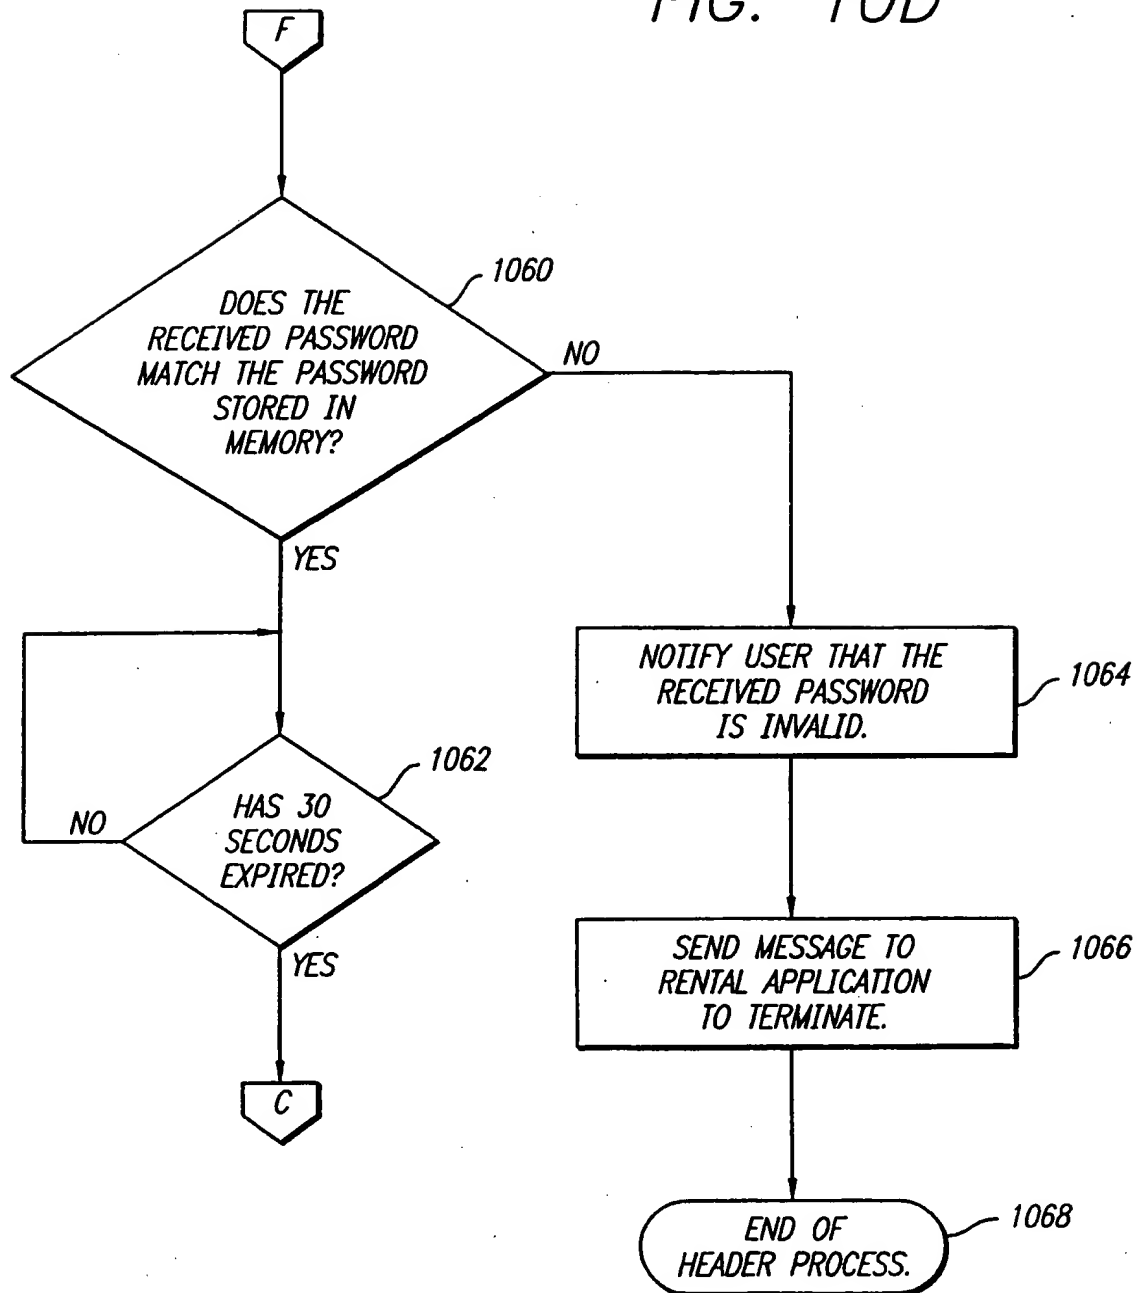 FIG. 10D
F
DOES THE
RECEIVED PASSWORD
MATCH THE PASSWORD
STORED IN
MEMORY?
1060
NO
YES
HAS 30
SECONDS
EXPIRED?
1062
NO
YES
C
NOTIFY USER THAT THE
RECEIVED PASSWORD
IS INVALID.
1064
SEND MESSAGE TO
RENTAL APPLICATION
TO TERMINATE.
1066
END OF
HEADER PROCESS.
1068